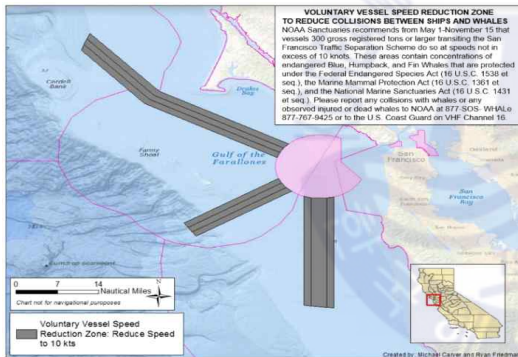 VOLUNTARY VESSEL SPEED REDUCTION ZONE
TO REDUCE COLLISIONS BETWEEN SHIPS AND WHALES
NOAA Sanctuaries recommends from May 1-November 15 that
vessels 300 gross registered tons or larger transiting the San
Francisco Traffic Separation Scheme do so at speeds not in
excess of 10 knots. These areas contain concentrations of
endangered Blue, Humpback, and Fin Whales that are protected
under the Federal Endangered Species Act (16 U.S.C. 1538 et
seq.), the Marine Mammal Protection Act (16 U.S.C. 1361 et
seq.), and the National Marine Sanctuaries Act (16 U.S.C. 1431
et seq.). Please report any collisions with whales or any
observed injured or dead whales to NOAA at 877-SOS- WHALe
877-767-9425 or to the U.S. Coast Guard on VHF Channel 16.
Cordell
Bank
Drakes
Bay
Fanny
Shoal
Gulf of the
Farallones
San
Francisco
San
Francisco
Bay
0 7 14
Nautical Miles
N
Chart not for navigational purposes
Voluntary Vessel Speed
Reduction Zone: Reduce Speed
to 10 kts
Created by: Michael Carver and Ryan Friedman